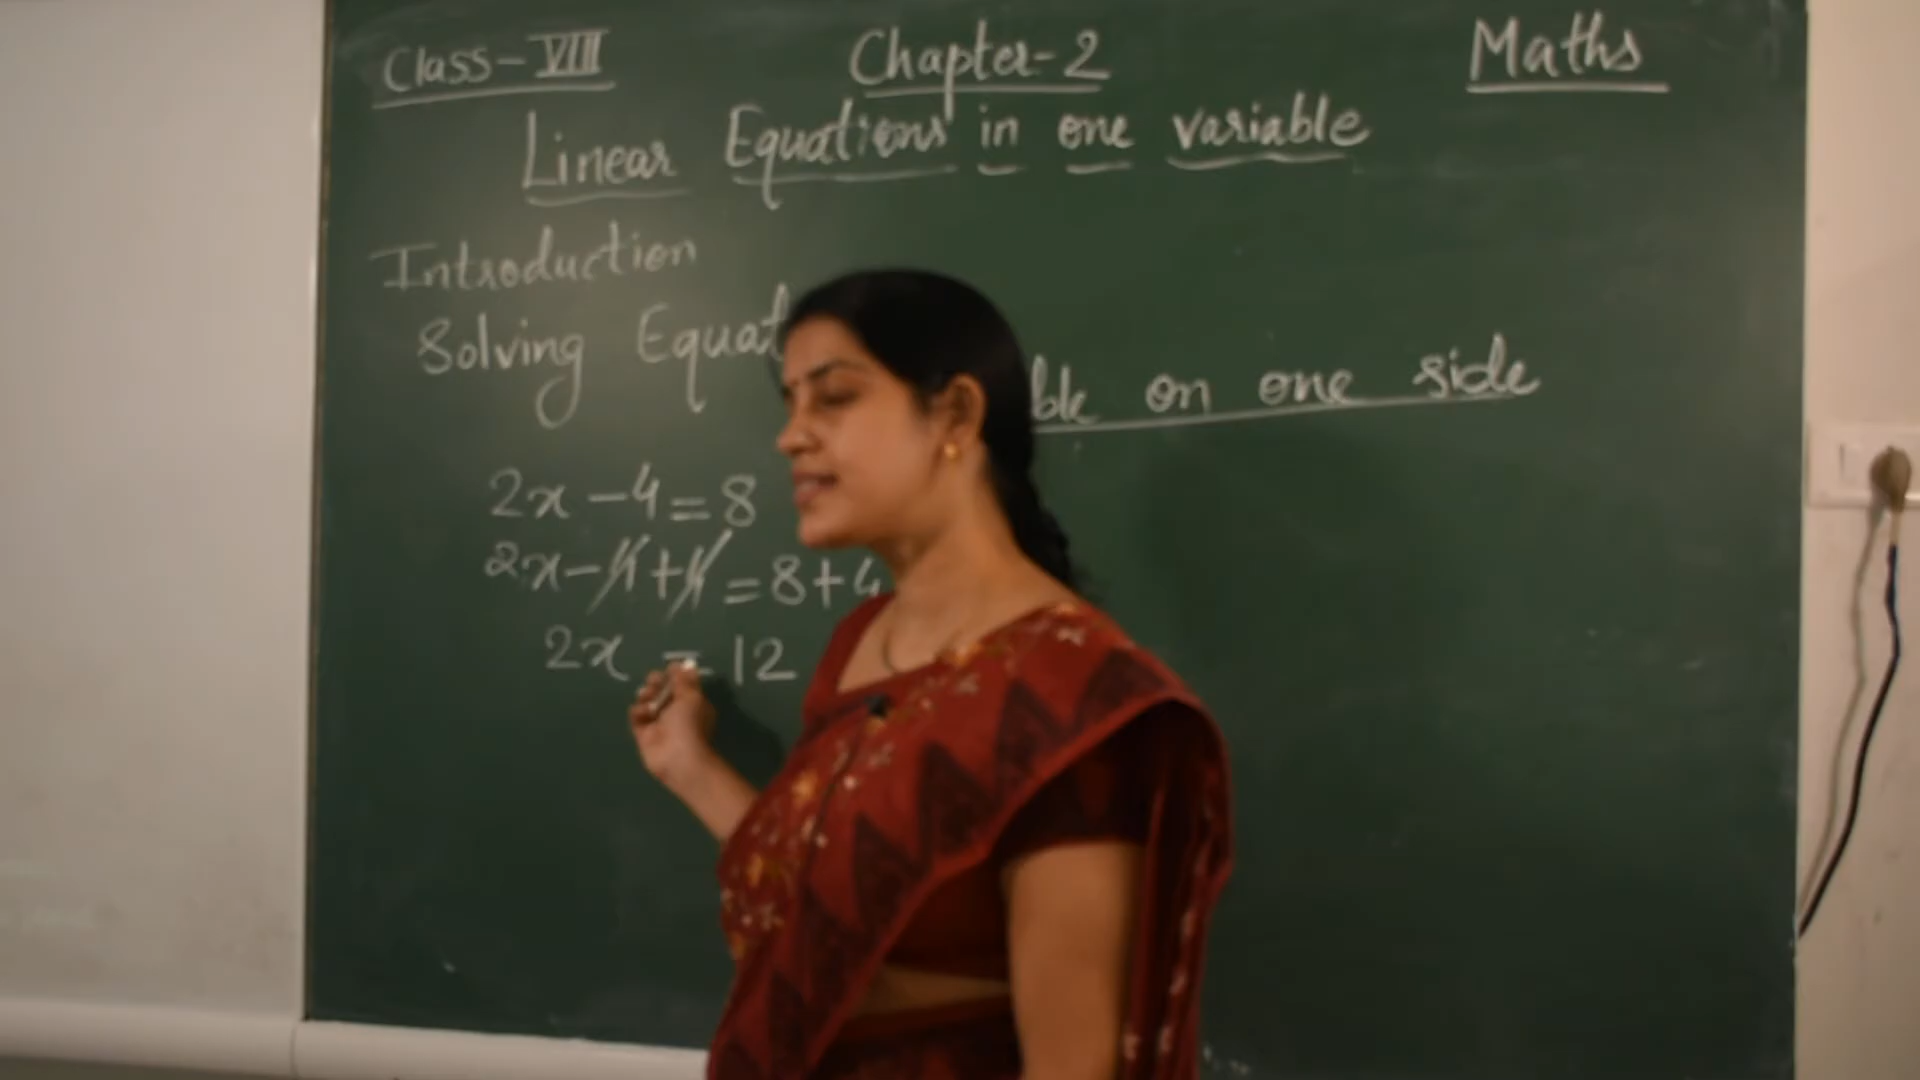 Class-VIII Chapter-2 Maths
Linear Equations in one variable
Introduction
Solving on one side
2x - 4 = 8
2x - 4 + 4 = 8 + 4
2x = 12